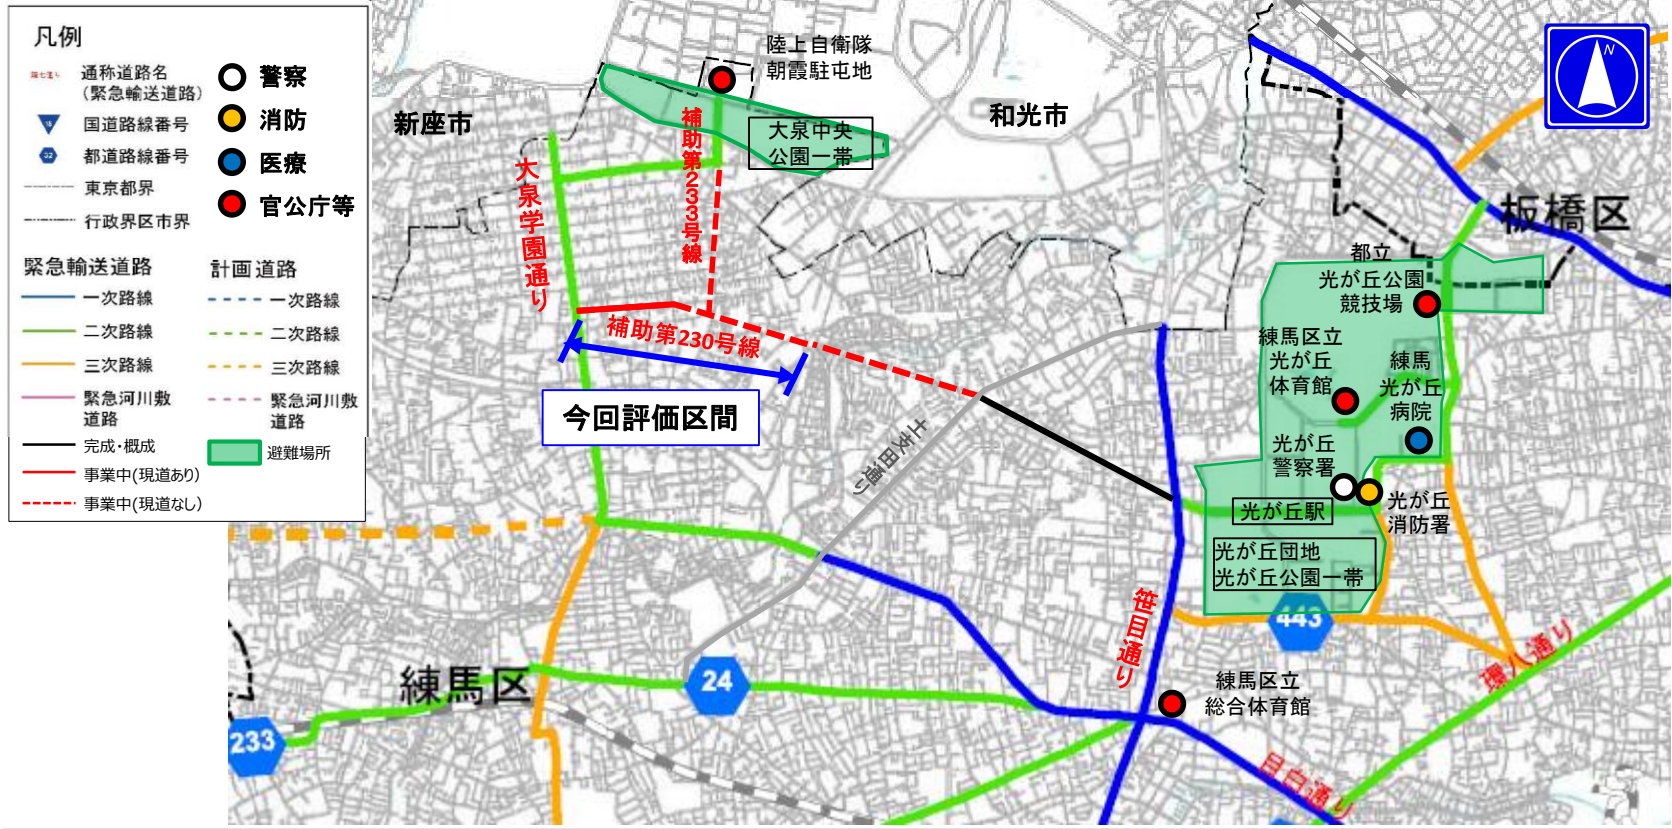 凡例
通称道路名
（緊急輸送道路）
国道路線番号
32
都道路線番号
東京都界
行政界区市界
警察
消防
医療
官公庁等
緊急輸送道路
計画道路
一次路線
一次路線
二次路線
二次路線
三次路線
三次路線
緊急河川敷
道路
緊急河川敷
道路
完成・概成
避難場所
事業中(現道あり)
事業中(現道なし)
陸上自衛隊
朝霞駐屯地
新座市
和光市
大泉中央
公園一帯
補助第233号線
大泉学園通り
N
板橋区
都立
光が丘公園
競技場
補助第230号線
練馬区立
光が丘
体育館
練馬
光が丘
病院
今回評価区間
土支田通り
光が丘
警察署
光が丘駅
光が丘
消防署
光が丘団地
光が丘公園一帯
笹目通り
443
環八通り
練馬区
24
練馬区立
総合体育館
233
目白通り